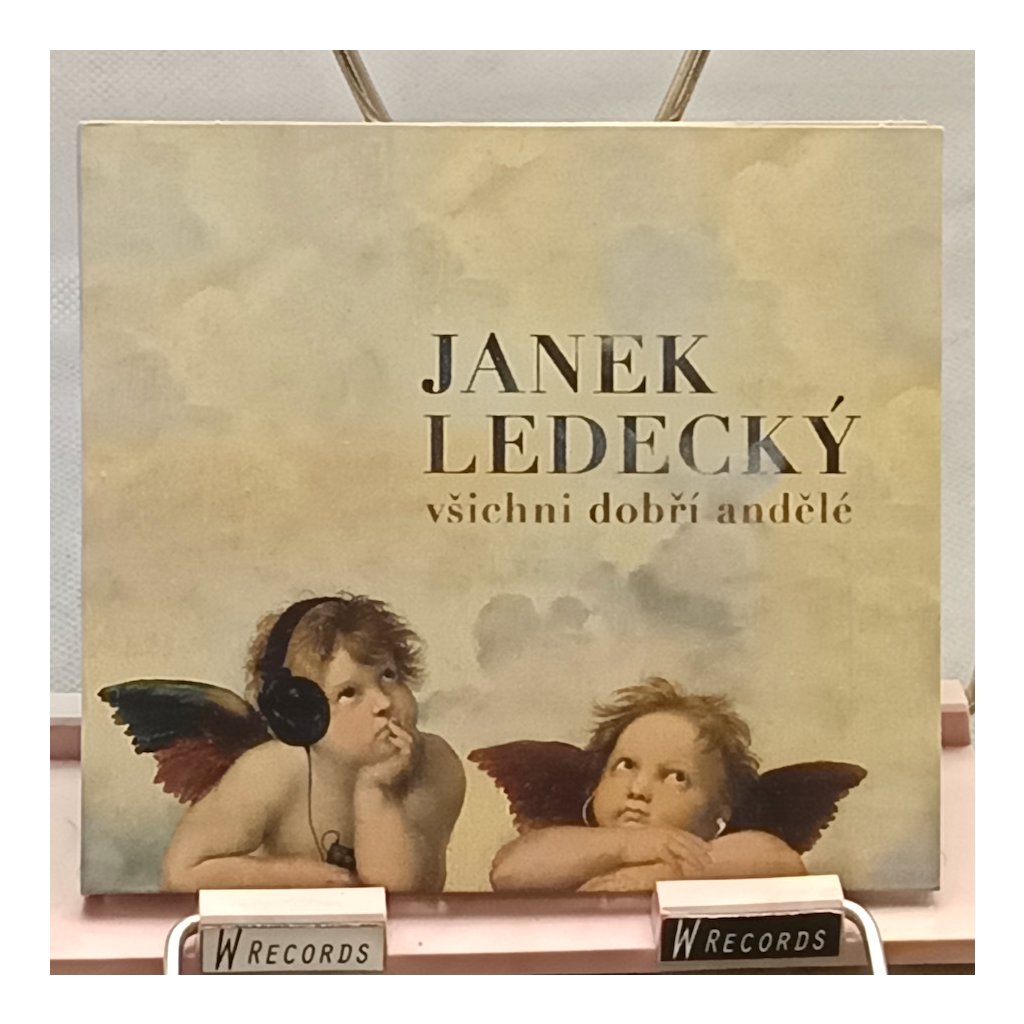 JANEK
LEDECKÝ
všichni dobří andělé
W RECORDS
W RECORDS